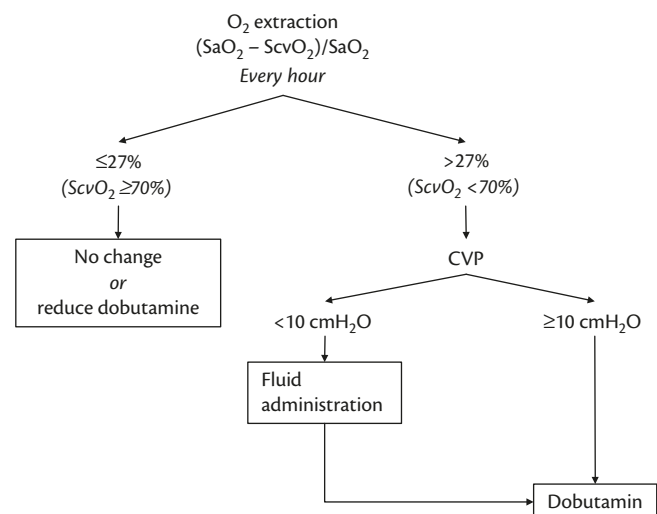 O₂ extraction
(SaO₂ – ScvO₂)/SaO₂
Every hour
≤27%
(ScvO₂ ≥70%)
>27%
(ScvO₂ <70%)
No change
or
reduce dobutamine
CVP
<10 cmH₂O
≥10 cmH₂O
Fluid
administration
Dobutamin